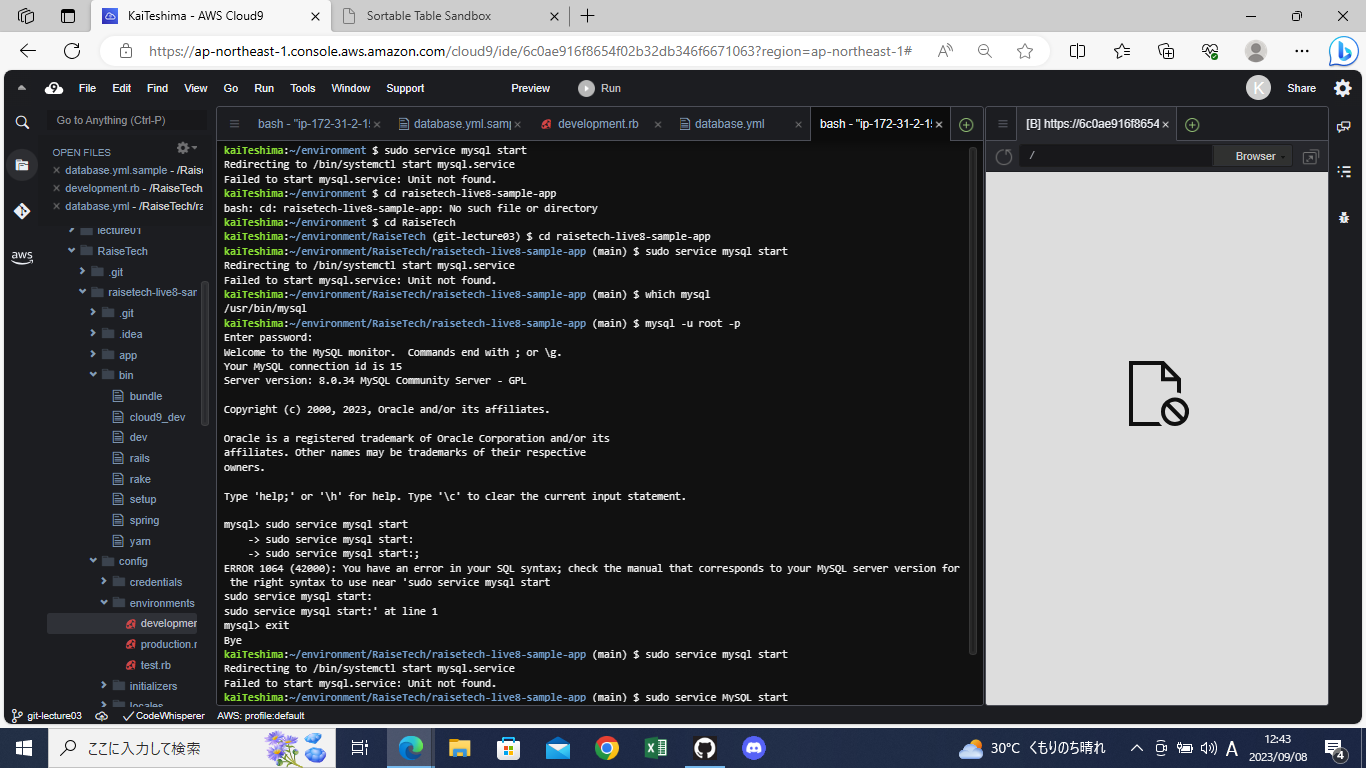 KaiTeshima - AWS Cloud9
Sortable Table Sandbox
https://ap-northeast-1.console.aws.amazon.com/cloud9/ide/6c0ae916f8654f02b32db346f6671063?region=ap-northeast-1#
9 File Edit Find View Go Run Tools Window Support Preview Run K Share
Go to Anything (Ctrl-P)
bash - "ip-172-31-2-15
database.yml.samp
development.rb
database.yml
bash - "ip-172-31-2-15
[B] https://6c0ae916f8654
/
Browser
OPEN FILES
database.yml.sample - /Raise
development.rb - /RaiseTech
database.yml - /RaiseTech/ra
lecture01
RaiseTech
.git
raisetech-live8-sar
.git
.idea
app
bin
bundle
cloud9_dev
dev
rails
rake
setup
spring
yarn
config
credentials
environments
developmer
production.r
test.rb
initializers
locales
aws
kaiTeshima:~/environment $ sudo service mysql start
Redirecting to /bin/systemctl start mysql.service
Failed to start mysql.service: Unit not found.
kaiTeshima:~/environment $ cd raisetech-live8-sample-app
bash: cd: raisetech-live8-sample-app: No such file or directory
kaiTeshima:~/environment $ cd RaiseTech
kaiTeshima:~/environment/RaiseTech (git-lecture03) $ cd raisetech-live8-sample-app
kaiTeshima:~/environment/RaiseTech/raisetech-live8-sample-app (main) $ sudo service mysql start
Redirecting to /bin/systemctl start mysql.service
Failed to start mysql.service: Unit not found.
kaiTeshima:~/environment/RaiseTech/raisetech-live8-sample-app (main) $ which mysql
/usr/bin/mysql
kaiTeshima:~/environment/RaiseTech/raisetech-live8-sample-app (main) $ mysql -u root -p
Enter password:
Welcome to the MySQL monitor.  Commands end with ; or \g.
Your MySQL connection id is 15
Server version: 8.0.34 MySQL Community Server - GPL
Copyright (c) 2000, 2023, Oracle and/or its affiliates.
Oracle is a registered trademark of Oracle Corporation and/or its
affiliates. Other names may be trademarks of their respective
owners.
Type 'help;' or '\h' for help. Type '\c' to clear the current input statement.
mysql> sudo service mysql start
-> sudo service mysql start:
-> sudo service mysql start:;
ERROR 1064 (42000): You have an error in your SQL syntax; check the manual that corresponds to your MySQL server version for
the right syntax to use near 'sudo service mysql start
sudo service mysql start:
sudo service mysql start:' at line 1
mysql> exit
Bye
kaiTeshima:~/environment/RaiseTech/raisetech-live8-sample-app (main) $ sudo service mysql start
Redirecting to /bin/systemctl start mysql.service
Failed to start mysql.service: Unit not found.
kaiTeshima:~/environment/RaiseTech/raisetech-live8-sample-app (main) $ sudo service MySQL start
git-lecture03 CodeWhisperer AWS: profile:default
ここに入力して検索
30°C くもりのち晴れ
A
12:43
2023/09/08
4